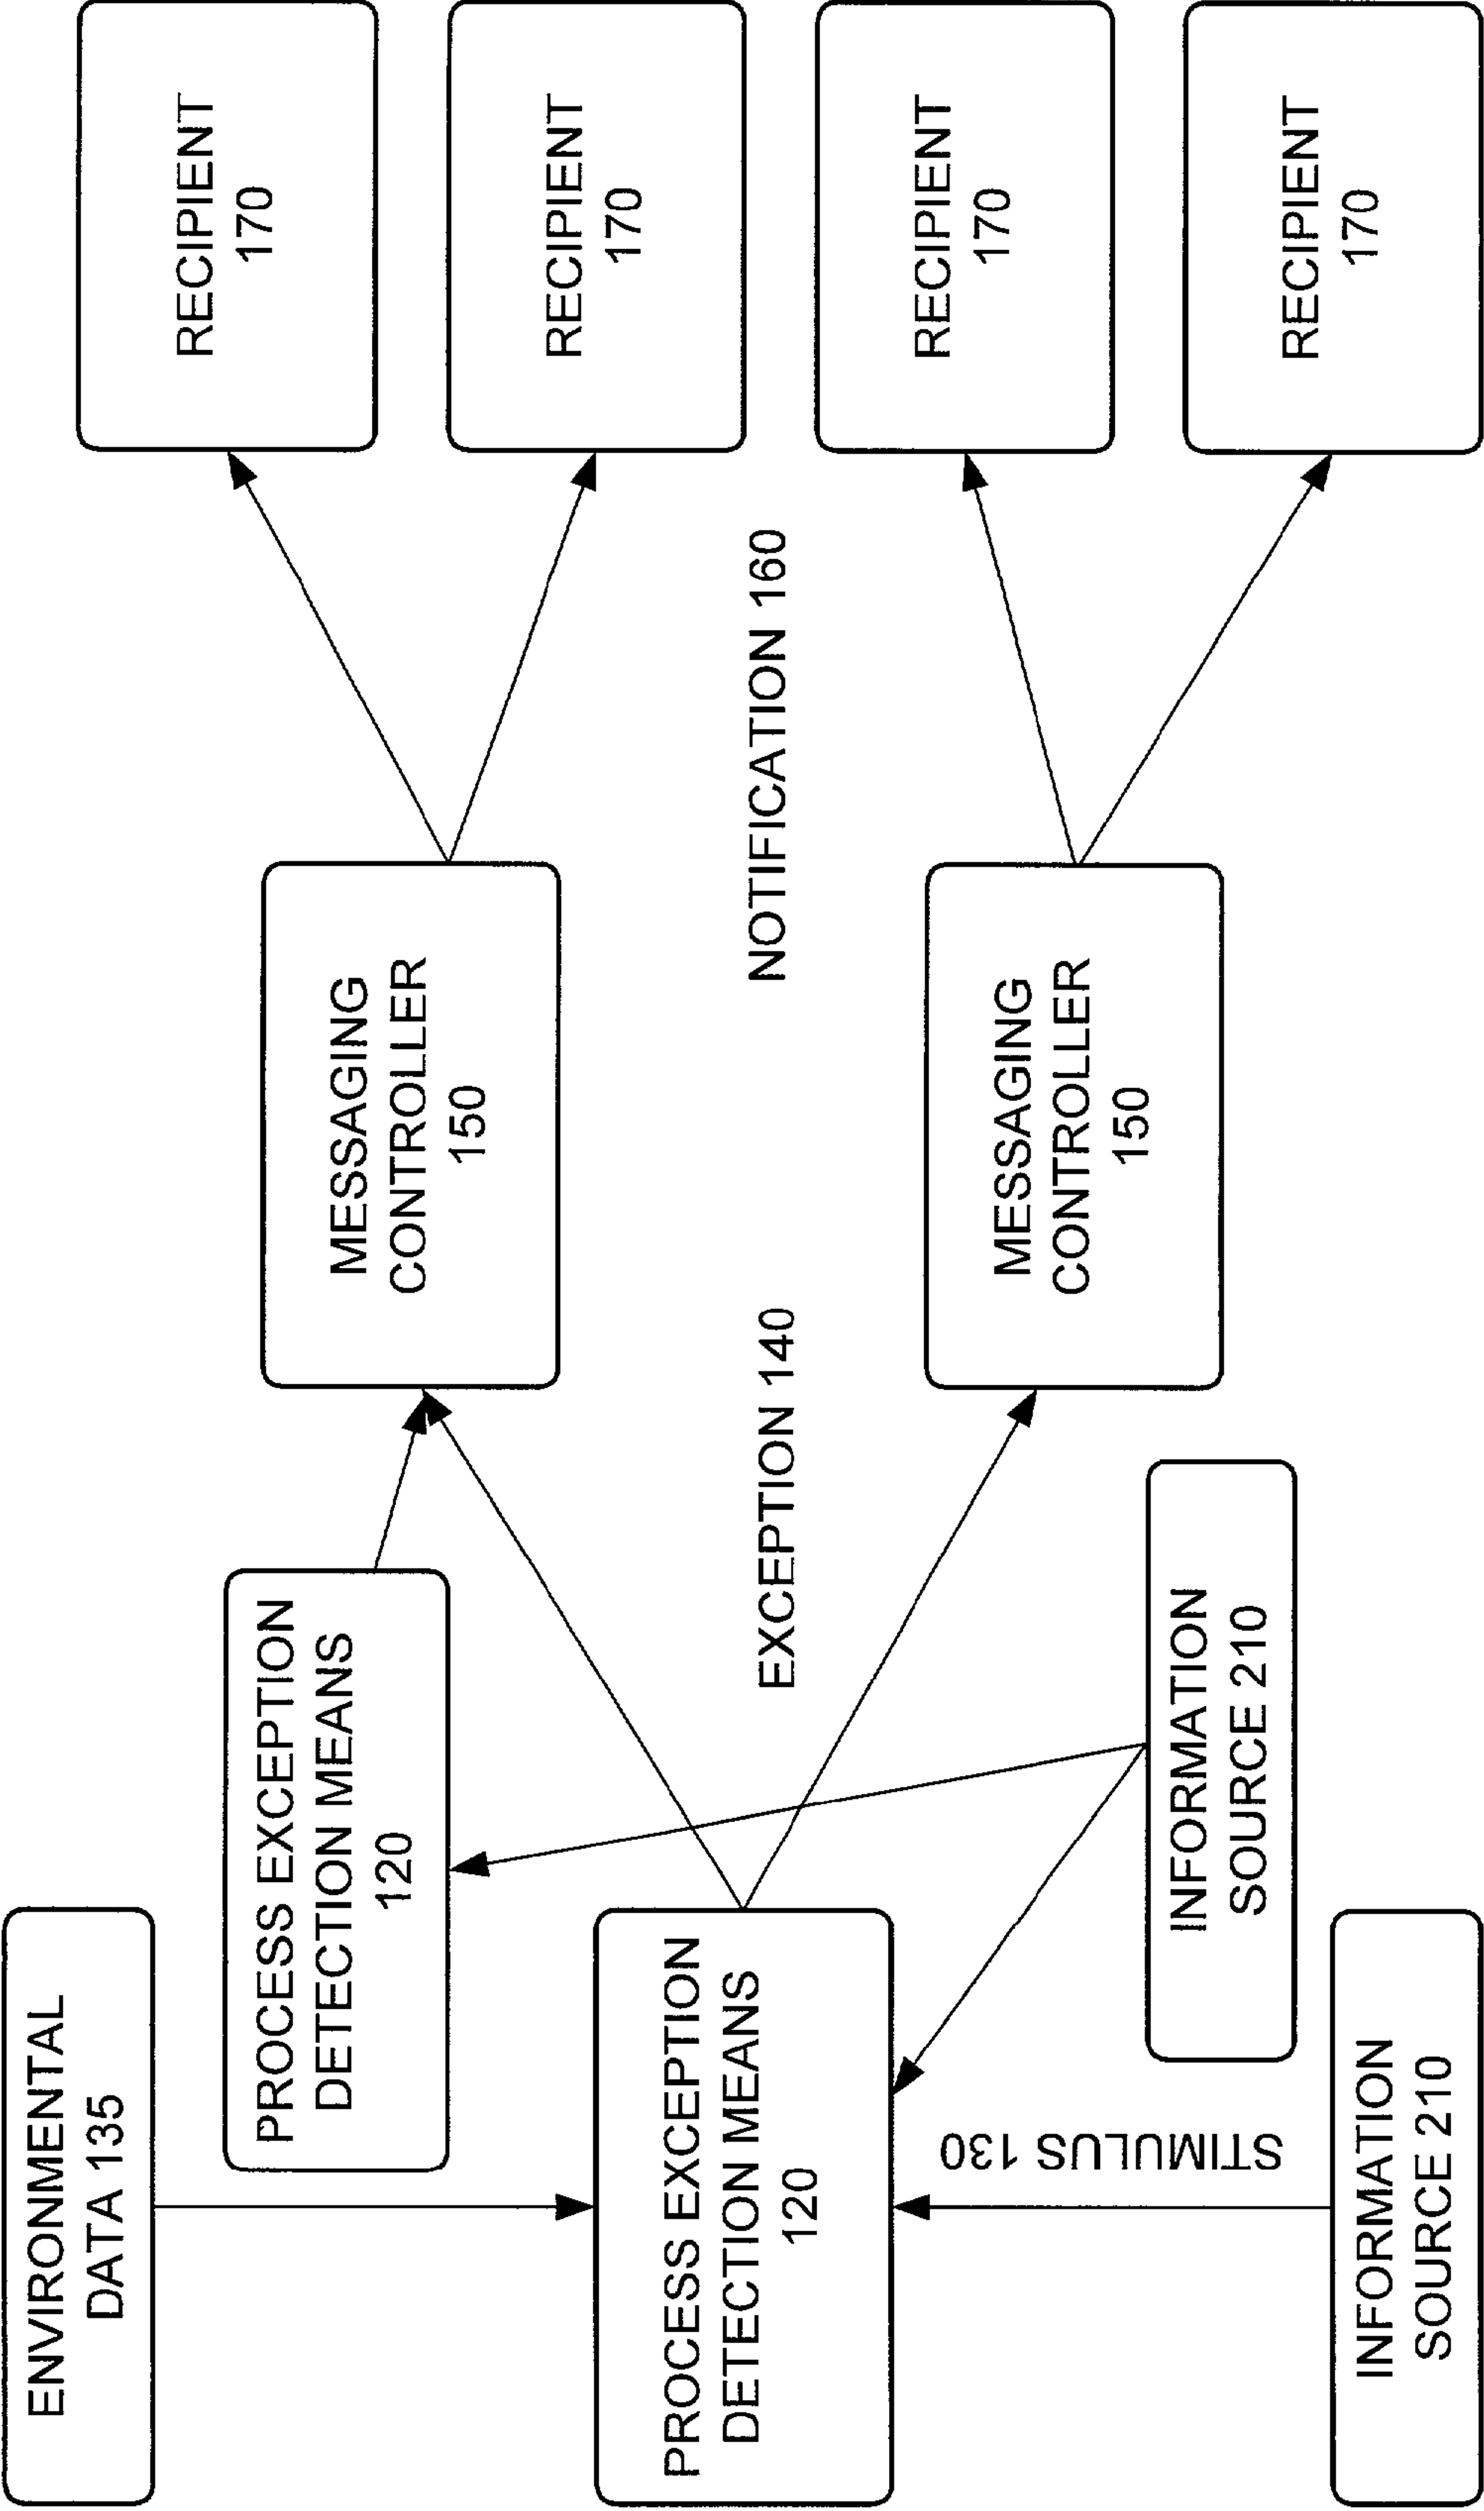 ENVIRONMENTAL
DATA 135
PROCESS EXCEPTION
DETECTION MEANS
120
PROCESS EXCEPTION
DETECTION MEANS
120
STIMULUS 130
INFORMATION
SOURCE 210
INFORMATION
SOURCE 210
EXCEPTION 140
MESSAGING
CONTROLLER
150
MESSAGING
CONTROLLER
150
NOTIFICATION 160
RECIPIENT
170
RECIPIENT
170
RECIPIENT
170
RECIPIENT
170